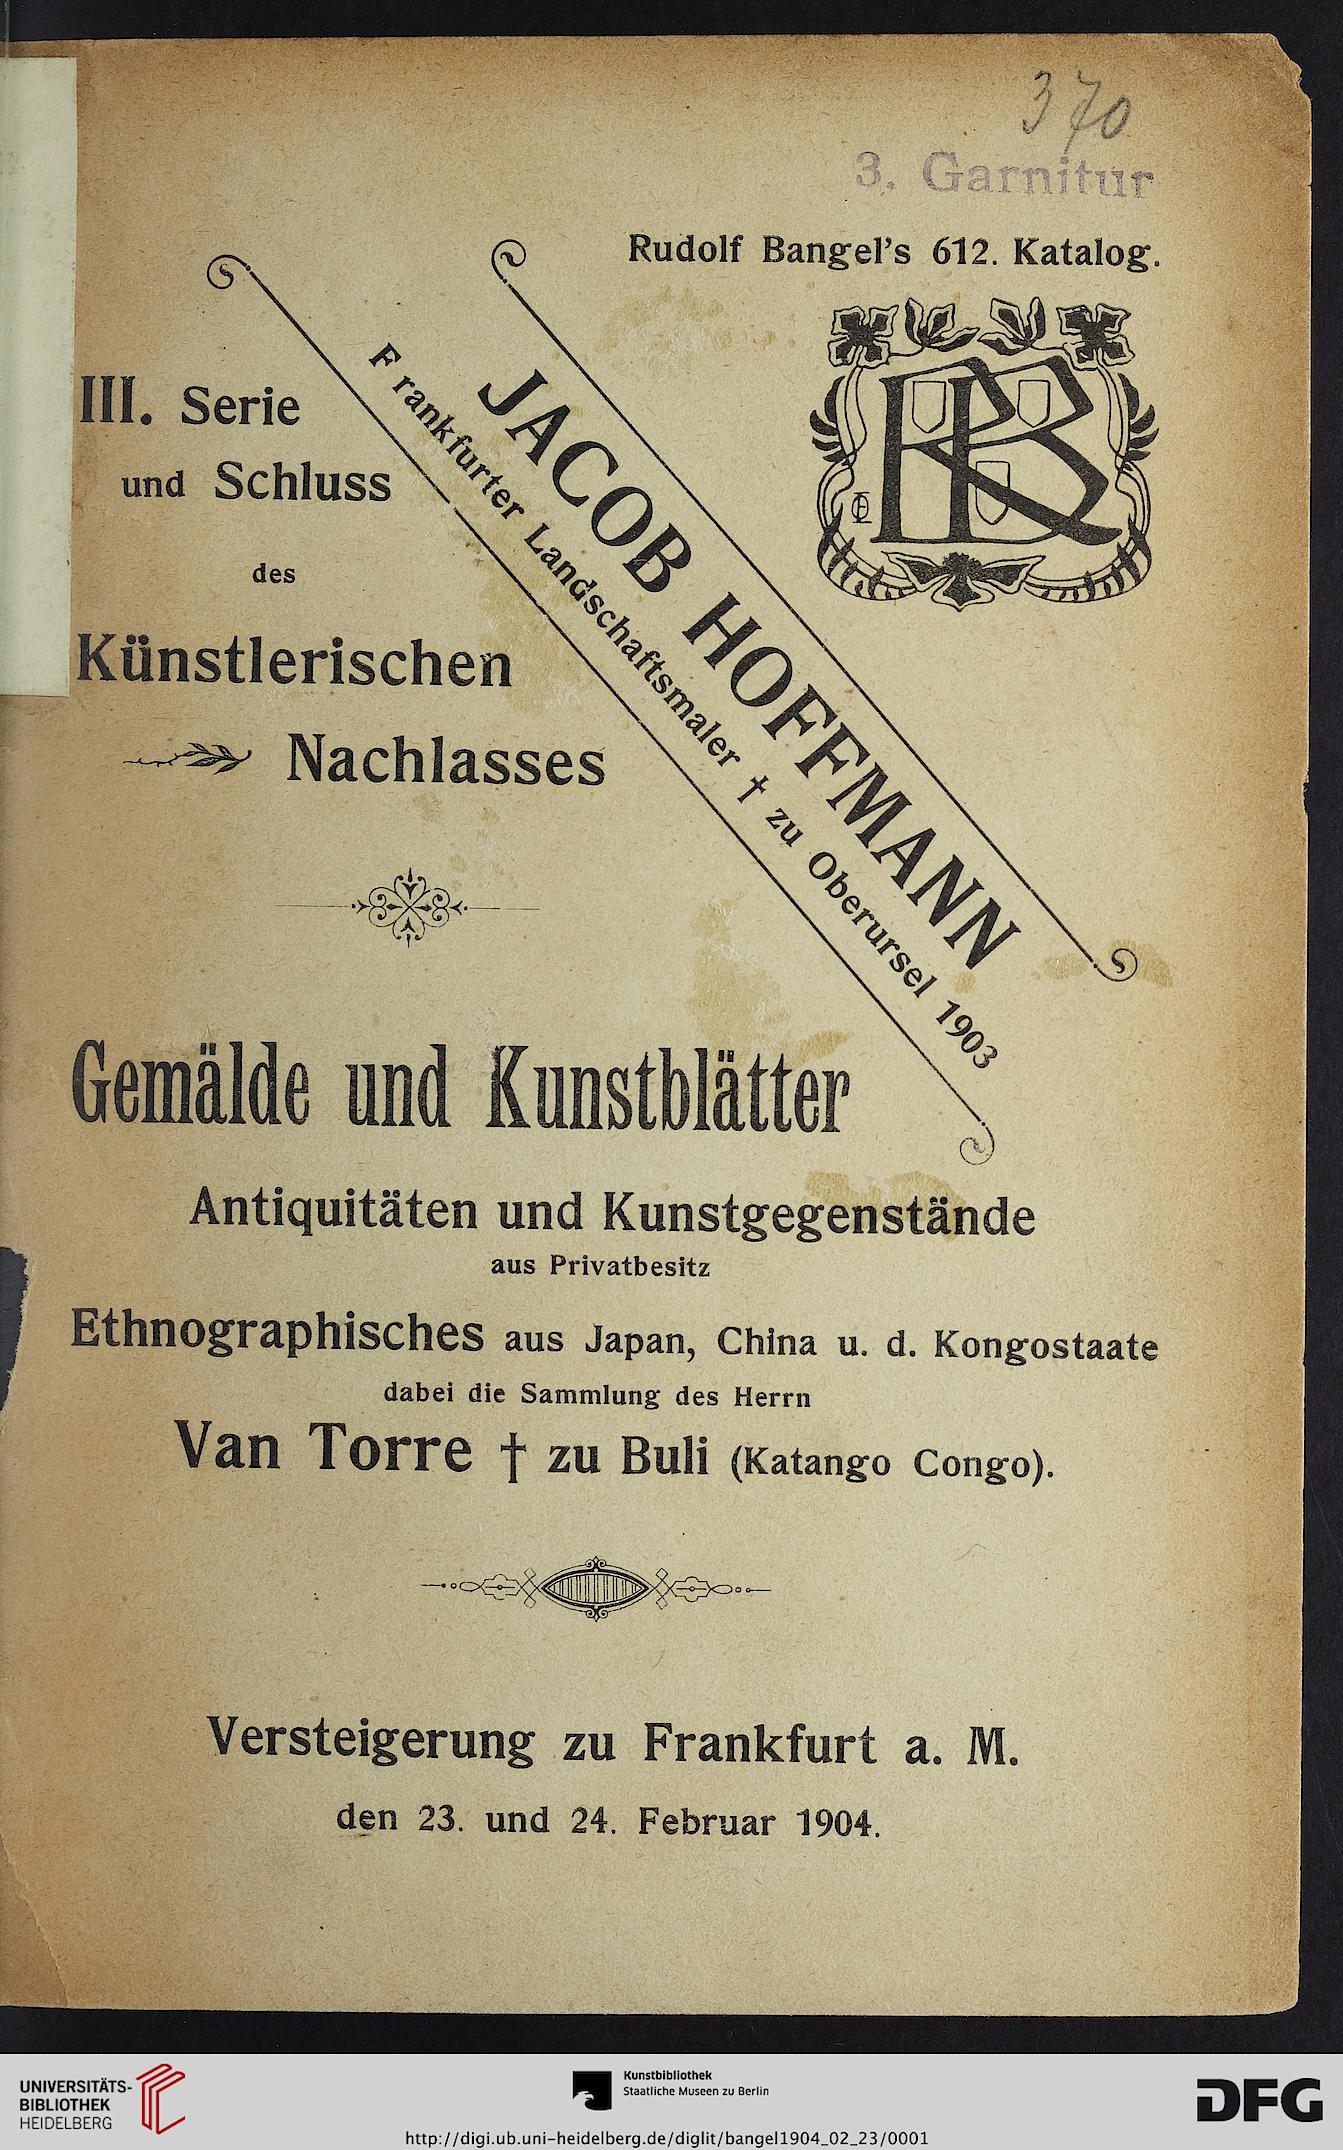 370
3. Garnitur
Rudolf Bangel's 612. Katalog.
III. Serie
und Schluss
des
Künstlerischen
Nachlasses
JACOB HOFFMANN
Frankfurter Landschaftsmaler † zu Oberursel 1903
Gemälde und Kunstblätter
Antiquitäten und Kunstgegenstände
aus Privatbesitz
Ethnographisches aus Japan, China u. d. Kongostaate
dabei die Sammlung des Herrn
Van Torre † zu Buli (Katango Congo).
Versteigerung zu Frankfurt a. M.
den 23. und 24. Februar 1904.
UNIVERSITÄTS-
BIBLIOTHEK
HEIDELBERG
Kunstbibliothek
Staatliche Museen zu Berlin
DFG
http://digi.ub.uni-heidelberg.de/diglit/bangel1904_02_23/0001